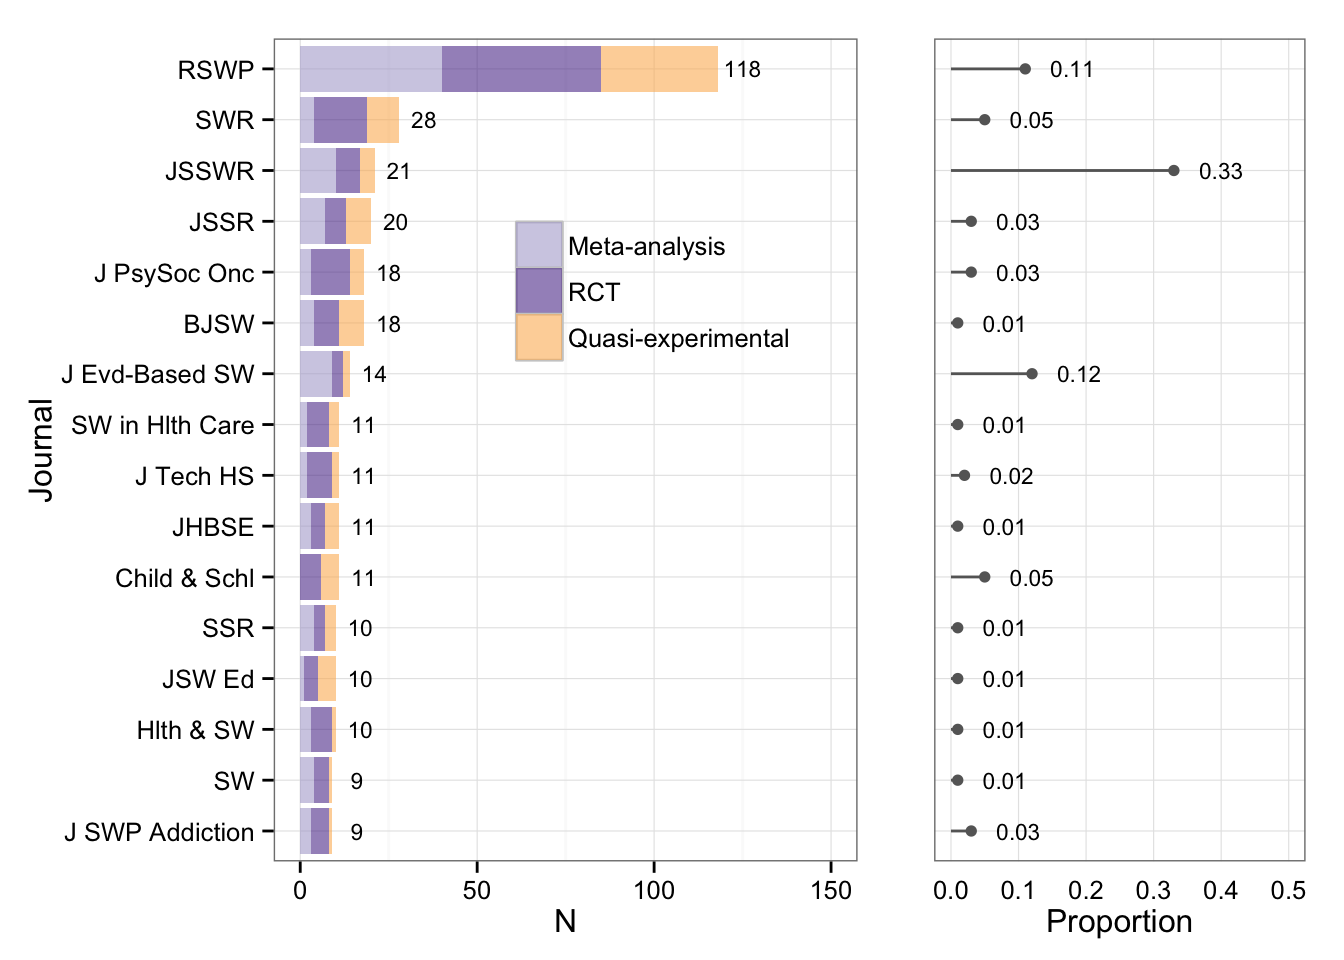 RSWP 118 0.11
SWR 28 0.05
JSSWR 21 0.33
JSSR 20 0.03
J PsySoc Onc 18 0.03
BJSW 18 0.01
J Evd-Based SW 14 0.12
SW in Hlth Care 11 0.01
J Tech HS 11 0.02
JHBSE 11 0.01
Child & Schl 11 0.05
SSR 10 0.01
JSW Ed 10 0.01
Hlth & SW 10 0.01
SW 9 0.01
J SWP Addiction 9 0.03
Journal
Meta-analysis
RCT
Quasi-experimental
0 50 100 150
N
0.0 0.1 0.2 0.3 0.4 0.5
Proportion